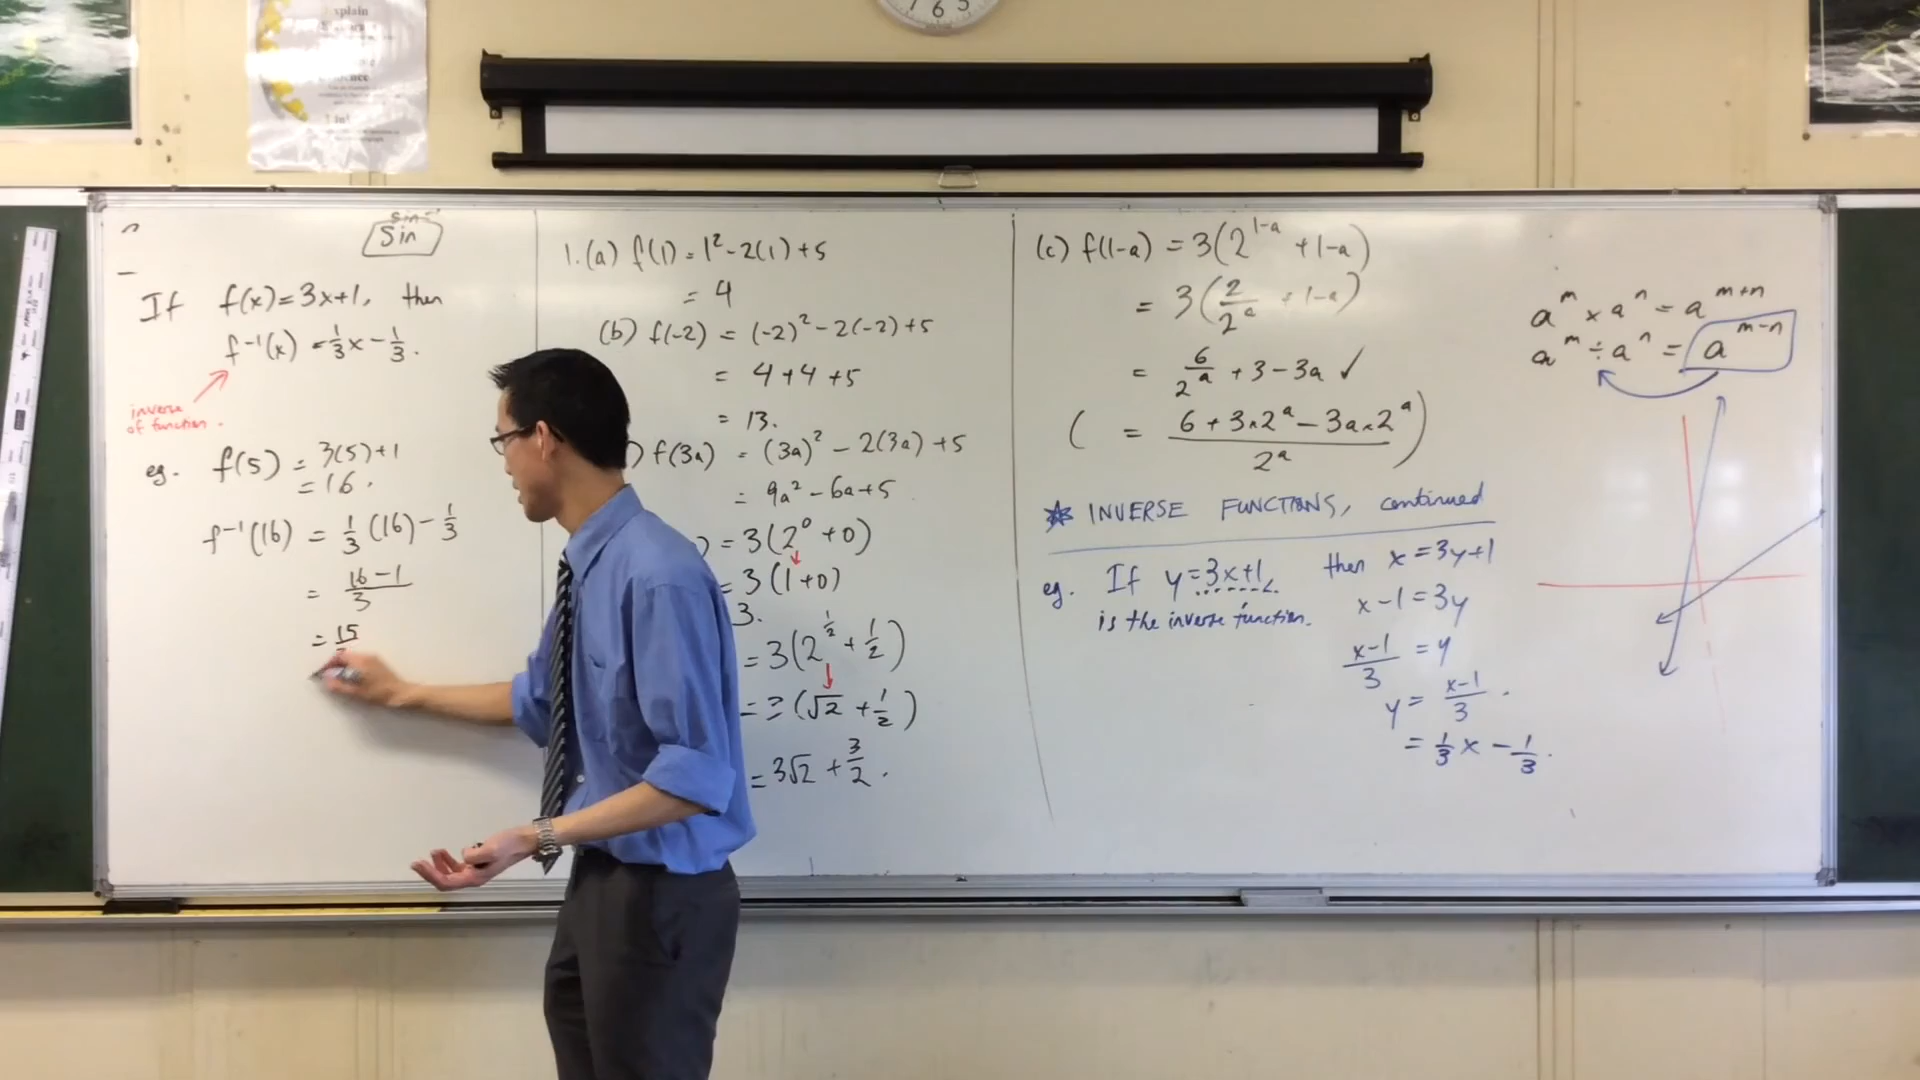 7 6 5
Explain
sin⁻¹
Sin
If f(x)=3x+1, then
f⁻¹(x) = 1/3 x - 1/3.
inverse
of function.
eg. f(5) = 3(5)+1
= 16.
f⁻¹(16) = 1/3 (16) - 1/3
= (16-1)/3
= 15
1.(a) f(1) = 1²-2(1)+5
= 4
(b) f(-2) = (-2)²-2(-2)+5
= 4+4+5
= 13.
) f(3a) = (3a)² - 2(3a) +5
= 9a² - 6a+5
) = 3(2⁰ +0)
= 3(1+0)
3.
= 3(2^(1/2) + 1/2)
= 3(√2 + 1/2)
= 3√2 + 3/2.
(c) f(1-a) = 3(2^(1-a) + 1-a)
= 3(2/2^a + 1-a)
= 6/2^a + 3-3a ✓
( = (6+3×2^a - 3a×2^a)/2^a )
★ INVERSE FUNCTIONS, continued
eg. If y=3x+1, then x=3y+1
is the inverse function.
x-1=3y
(x-1)/3 = y
y = (x-1)/3.
= 1/3 x - 1/3.
a^m × a^n = a^(m+n)
a^m ÷ a^n = a^(m-n)